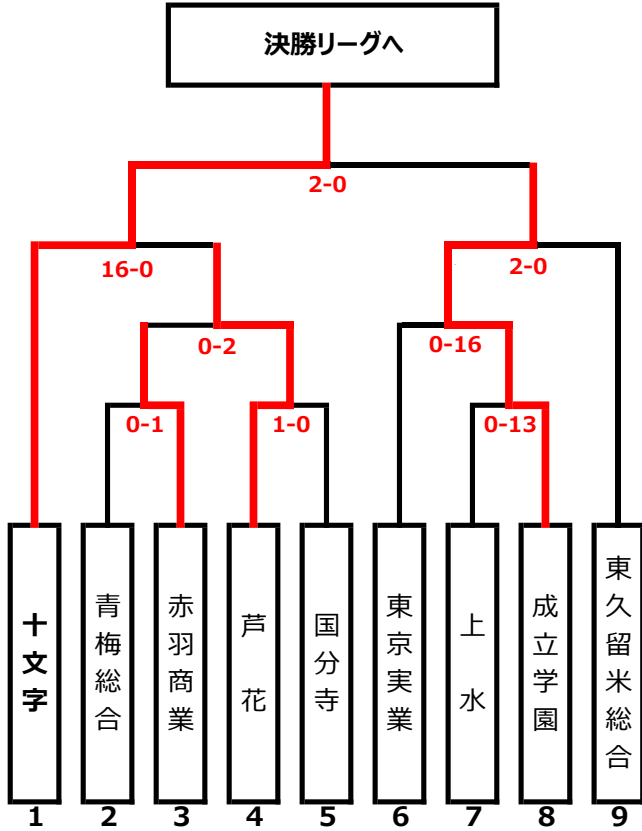 決勝リーグへ
2-0
16-0
2-0
0-2
0-16
0-1
1-0
0-13
十文字
青梅総合
赤羽商業
芦花
国分寺
東京実業
上水
成立学園
東久留米総合
1 2 3 4 5 6 7 8 9